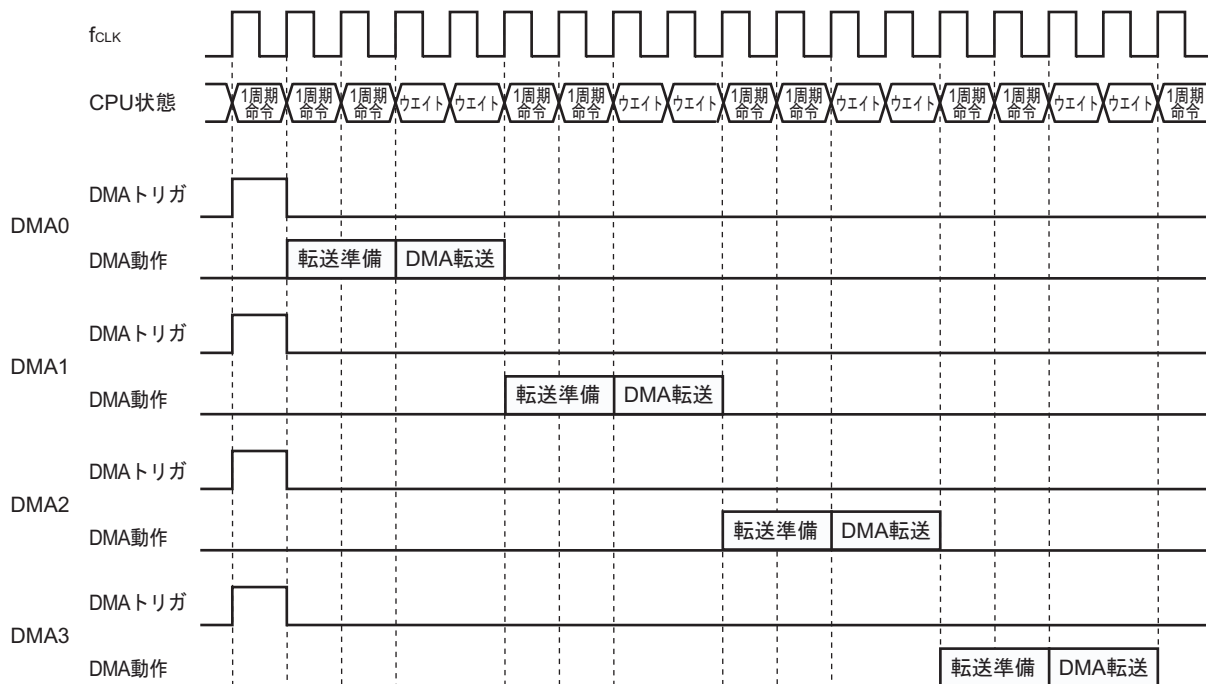 fCLK
CPU状態
1周期命令 1周期命令 1周期命令 ウエイト ウエイト 1周期命令 1周期命令 ウエイト ウエイト 1周期命令 1周期命令 ウエイト ウエイト 1周期命令 1周期命令 ウエイト ウエイト 1周期命令
DMA0
DMAトリガ
DMA動作
転送準備 DMA転送
DMA1
DMAトリガ
DMA動作
転送準備 DMA転送
DMA2
DMAトリガ
DMA動作
転送準備 DMA転送
DMA3
DMAトリガ
DMA動作
転送準備 DMA転送